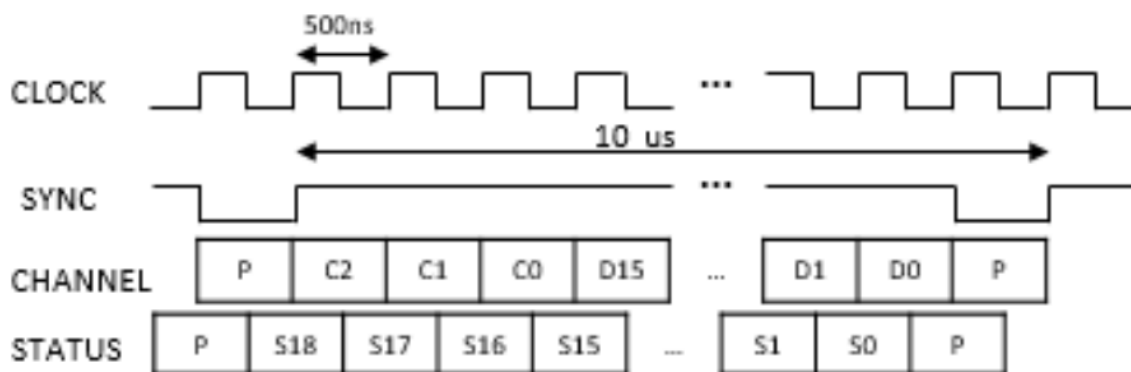 500ns
CLOCK ...
10 us
SYNC ...
CHANNEL P C2 C1 C0 D15 ... D1 D0 P
STATUS P S18 S17 S16 S15 ... S1 S0 P